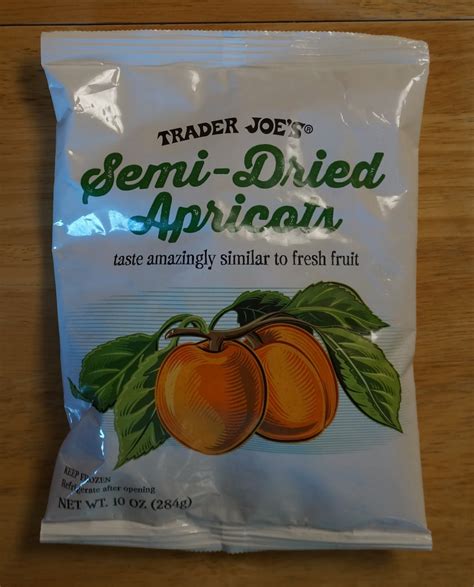 TRADER JOE'S®
Semi-Dried
Apricots
taste amazingly similar to fresh fruit
KEEP FROZEN
Refrigerate after opening
NET WT. 10 OZ (284g)